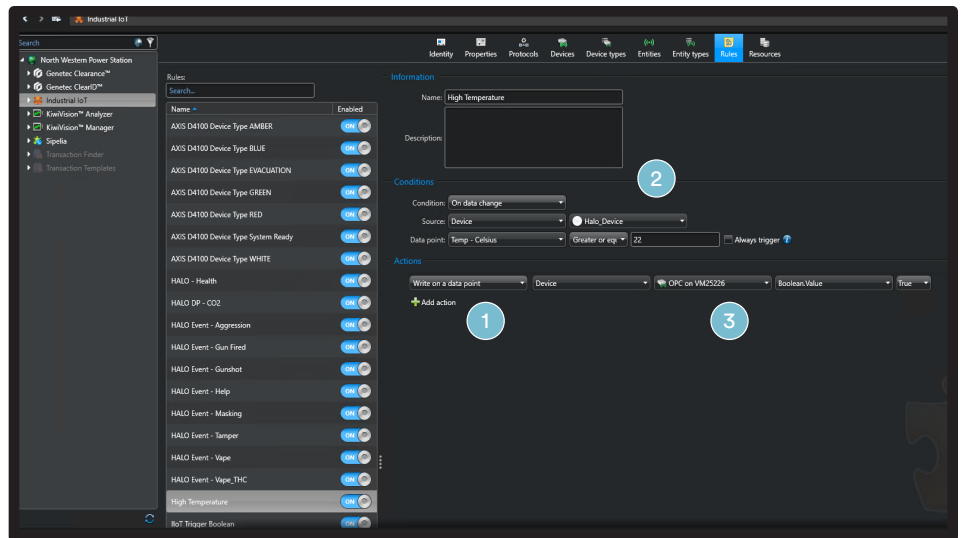 Industrial IoT
Search
North Western Power Station
Genetec Clearance™
Genetec ClearID™
Industrial IoT
KiwiVision™ Analyzer
KiwiVision™ Manager
Sipelia
Transaction Finder
Transaction Templates
Identity Properties Protocols Devices Device types Entities Entity types Rules Resources
Rules:
Search...
Name Enabled
AXIS D4100 Device Type AMBER ON
AXIS D4100 Device Type BLUE ON
AXIS D4100 Device Type EVACUATION ON
AXIS D4100 Device Type GREEN ON
AXIS D4100 Device Type RED ON
AXIS D4100 Device Type System Ready ON
AXIS D4100 Device Type WHITE ON
HALO - Health ON
HALO DP - CO2 ON
HALO Event - Aggression ON
HALO Event - Gun Fired ON
HALO Event - Gunshot ON
HALO Event - Help ON
HALO Event - Masking ON
HALO Event - Tamper ON
HALO Event - Vape ON
HALO Event - Vape_THC ON
High Temperature ON
IIoT Trigger Boolean ON
Information
Name: High Temperature
Description:
2
Conditions
Condition: On data change
Source: Device Halo_Device
Data point: Temp - Celsius Greater or equ 22 Always trigger ?
Actions
Write on a data point Device OPC on VM25226 Boolean.Value True
Add action
1
3